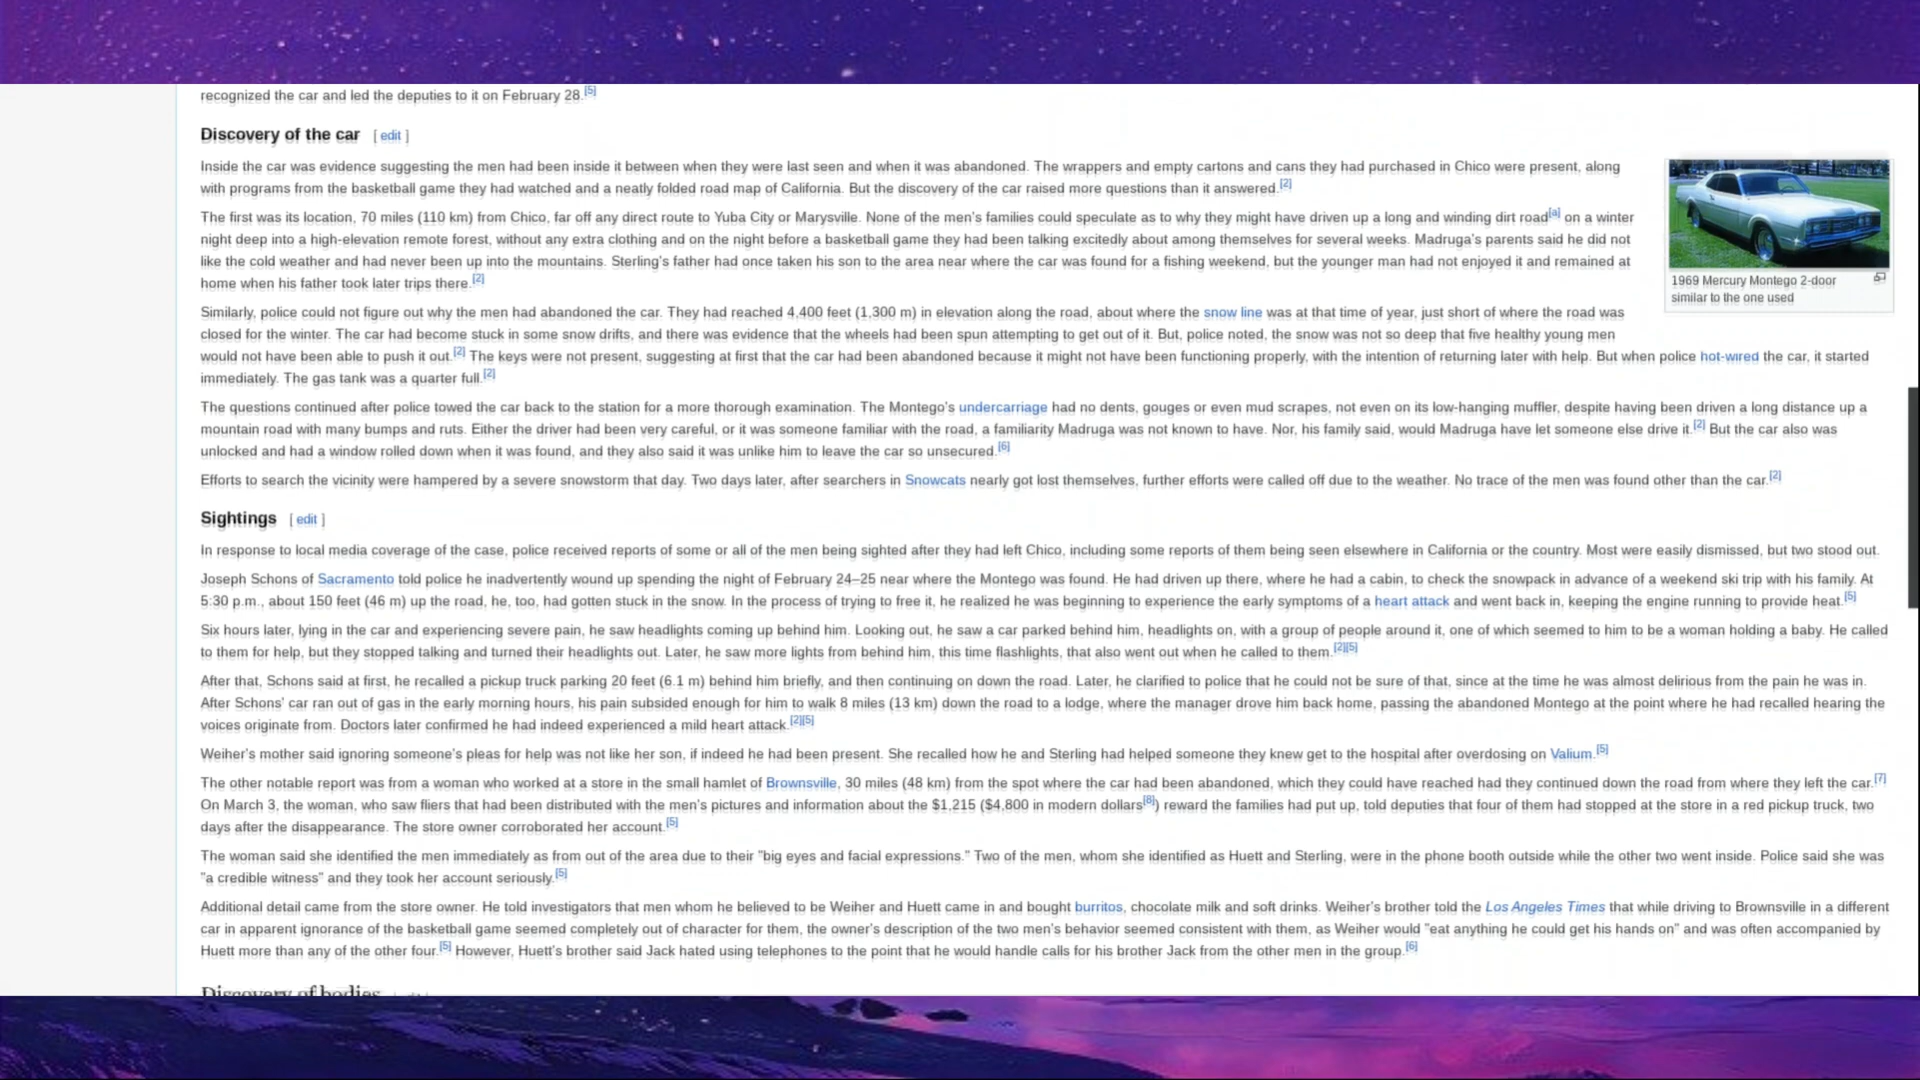 recognized the car and led the deputies to it on February 28.[5]
Discovery of the car [ edit ]
Inside the car was evidence suggesting the men had been inside it between when they were last seen and when it was abandoned. The wrappers and empty cartons and cans they had purchased in Chico were present, along
with programs from the basketball game they had watched and a neatly folded road map of California. But the discovery of the car raised more questions than it answered.[2]
The first was its location, 70 miles (110 km) from Chico, far off any direct route to Yuba City or Marysville. None of the men's families could speculate as to why they might have driven up a long and winding dirt road[a] on a winter
night deep into a high-elevation remote forest, without any extra clothing and on the night before a basketball game they had been talking excitedly about among themselves for several weeks. Madruga's parents said he did not
like the cold weather and had never been up into the mountains. Sterling's father had once taken his son to the area near where the car was found for a fishing weekend, but the younger man had not enjoyed it and remained at
home when his father took later trips there.[2]
1969 Mercury Montego 2-door
similar to the one used
Similarly, police could not figure out why the men had abandoned the car. They had reached 4,400 feet (1,300 m) in elevation along the road, about where the snow line was at that time of year, just short of where the road was
closed for the winter. The car had become stuck in some snow drifts, and there was evidence that the wheels had been spun attempting to get out of it. But, police noted, the snow was not so deep that five healthy young men
would not have been able to push it out.[2] The keys were not present, suggesting at first that the car had been abandoned because it might not have been functioning properly, with the intention of returning later with help. But when police hot-wired the car, it started
immediately. The gas tank was a quarter full.[2]
The questions continued after police towed the car back to the station for a more thorough examination. The Montego's undercarriage had no dents, gouges or even mud scrapes, not even on its low-hanging muffler, despite having been driven a long distance up a
mountain road with many bumps and ruts. Either the driver had been very careful, or it was someone familiar with the road, a familiarity Madruga was not known to have. Nor, his family said, would Madruga have let someone else drive it.[2] But the car also was
unlocked and had a window rolled down when it was found, and they also said it was unlike him to leave the car so unsecured.[6]
Efforts to search the vicinity were hampered by a severe snowstorm that day. Two days later, after searchers in Snowcats nearly got lost themselves, further efforts were called off due to the weather. No trace of the men was found other than the car.[2]
Sightings [ edit ]
In response to local media coverage of the case, police received reports of some or all of the men being sighted after they had left Chico, including some reports of them being seen elsewhere in California or the country. Most were easily dismissed, but two stood out.
Joseph Schons of Sacramento told police he inadvertently wound up spending the night of February 24–25 near where the Montego was found. He had driven up there, where he had a cabin, to check the snowpack in advance of a weekend ski trip with his family. At
5:30 p.m., about 150 feet (46 m) up the road, he, too, had gotten stuck in the snow. In the process of trying to free it, he realized he was beginning to experience the early symptoms of a heart attack and went back in, keeping the engine running to provide heat.[5]
Six hours later, lying in the car and experiencing severe pain, he saw headlights coming up behind him. Looking out, he saw a car parked behind him, headlights on, with a group of people around it, one of which seemed to him to be a woman holding a baby. He called
to them for help, but they stopped talking and turned their headlights out. Later, he saw more lights from behind him, this time flashlights, that also went out when he called to them.[2][5]
After that, Schons said at first, he recalled a pickup truck parking 20 feet (6.1 m) behind him briefly, and then continuing on down the road. Later, he clarified to police that he could not be sure of that, since at the time he was almost delirious from the pain he was in.
After Schons' car ran out of gas in the early morning hours, his pain subsided enough for him to walk 8 miles (13 km) down the road to a lodge, where the manager drove him back home, passing the abandoned Montego at the point where he had recalled hearing the
voices originate from. Doctors later confirmed he had indeed experienced a mild heart attack.[2][5]
Weiher's mother said ignoring someone's pleas for help was not like her son, if indeed he had been present. She recalled how he and Sterling had helped someone they knew get to the hospital after overdosing on Valium.[5]
The other notable report was from a woman who worked at a store in the small hamlet of Brownsville, 30 miles (48 km) from the spot where the car had been abandoned, which they could have reached had they continued down the road from where they left the car.[7]
On March 3, the woman, who saw fliers that had been distributed with the men's pictures and information about the $1,215 ($4,800 in modern dollars[8]) reward the families had put up, told deputies that four of them had stopped at the store in a red pickup truck, two
days after the disappearance. The store owner corroborated her account.[5]
The woman said she identified the men immediately as from out of the area due to their "big eyes and facial expressions." Two of the men, whom she identified as Huett and Sterling, were in the phone booth outside while the other two went inside. Police said she was
"a credible witness" and they took her account seriously.[5]
Additional detail came from the store owner. He told investigators that men whom he believed to be Weiher and Huett came in and bought burritos, chocolate milk and soft drinks. Weiher's brother told the Los Angeles Times that while driving to Brownsville in a different
car in apparent ignorance of the basketball game seemed completely out of character for them, the owner's description of the two men's behavior seemed consistent with them, as Weiher would "eat anything he could get his hands on" and was often accompanied by
Huett more than any of the other four.[5] However, Huett's brother said Jack hated using telephones to the point that he would handle calls for his brother Jack from the other men in the group.[6]
Discovery of bodies